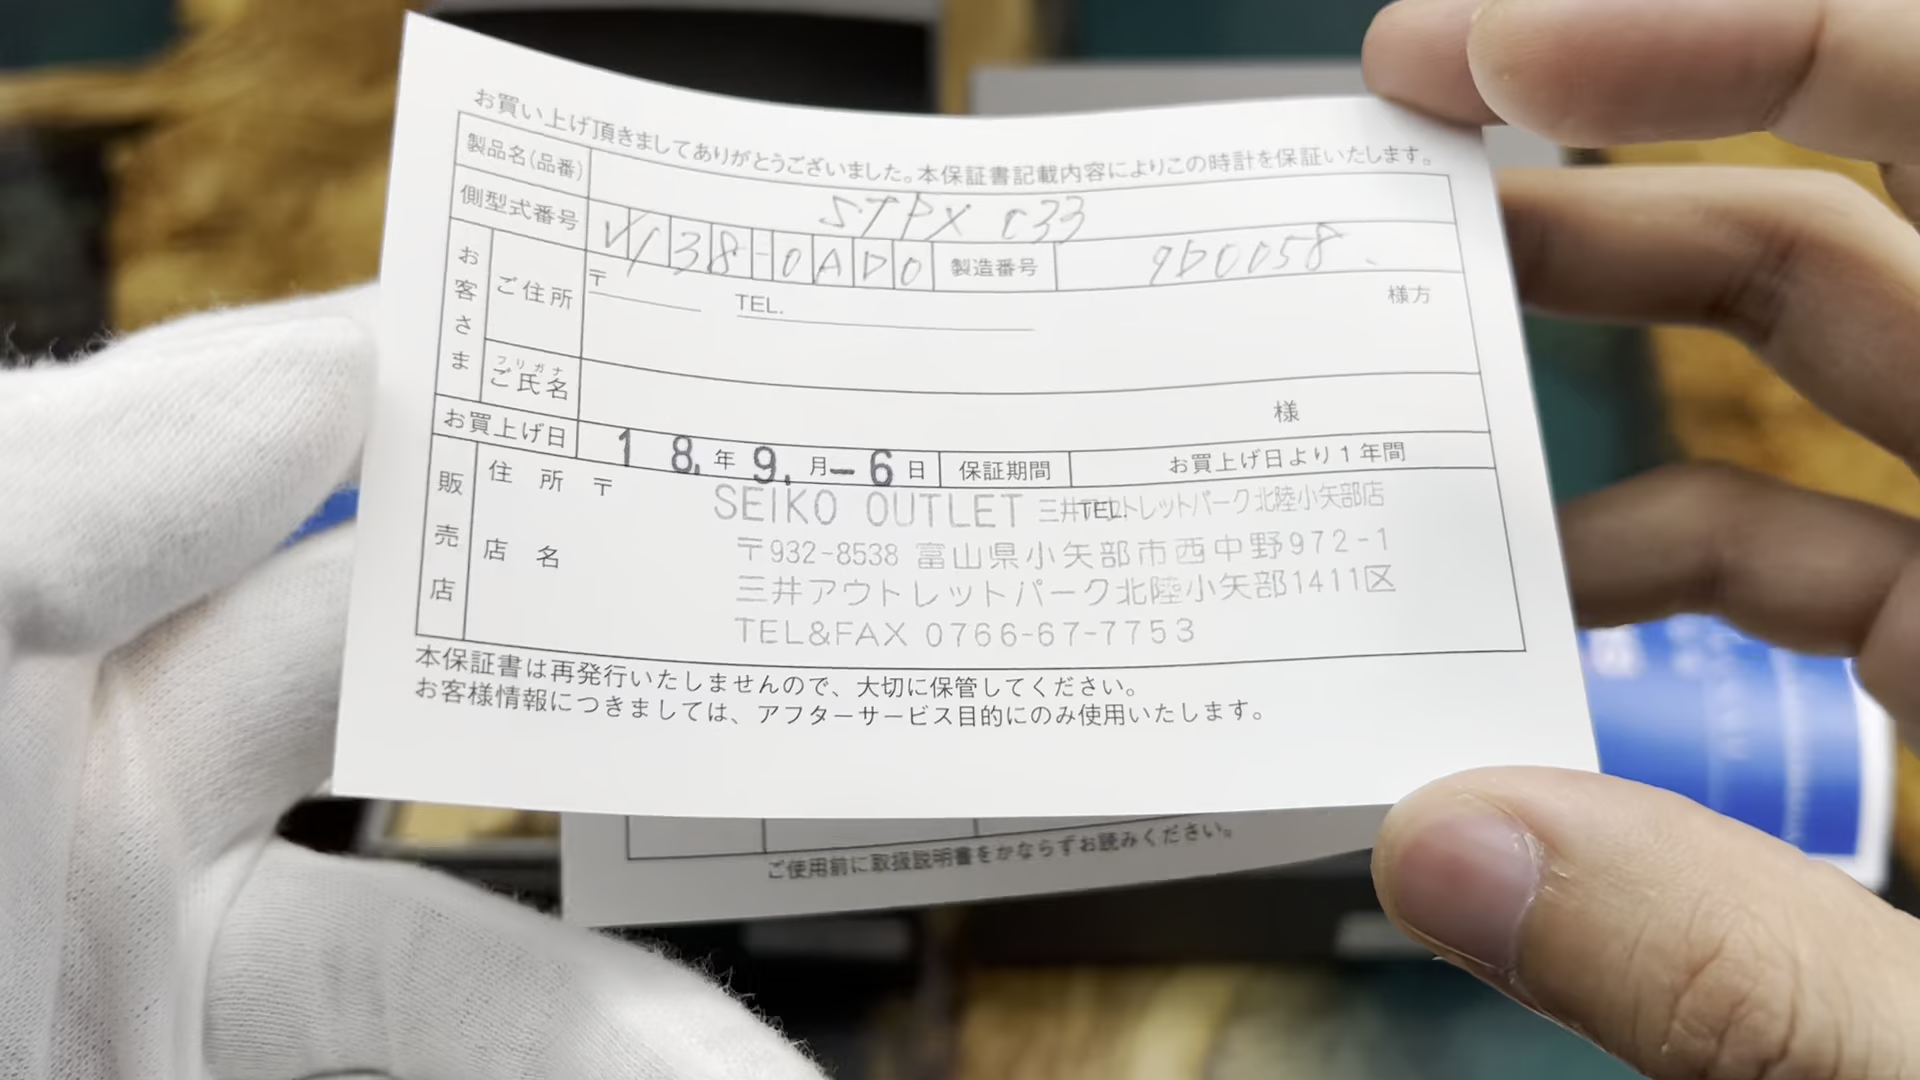 お買い上げ頂きましてありがとうございました。本保証書記載内容によりこの時計を保証いたします。
製品名(品番) STPX C33
側型式番号 V138-0AD0 製造番号 9D0058
お客さま ご住所 〒 TEL. 様方
フリガナ
ご氏名 様
お買上げ日 18.年9.月-6日 保証期間 お買上げ日より1年間
販売店 住所 〒 TEL.
SEIKO OUTLET 三井アウトレットパーク北陸小矢部店
店名
〒932-8538 富山県小矢部市西中野972-1
三井アウトレットパーク北陸小矢部1411区
TEL&FAX 0766-67-7753
本保証書は再発行いたしませんので、大切に保管してください。
お客様情報につきましては、アフターサービス目的にのみ使用いたします。
ご使用前に取扱説明書をかならずお読みください。